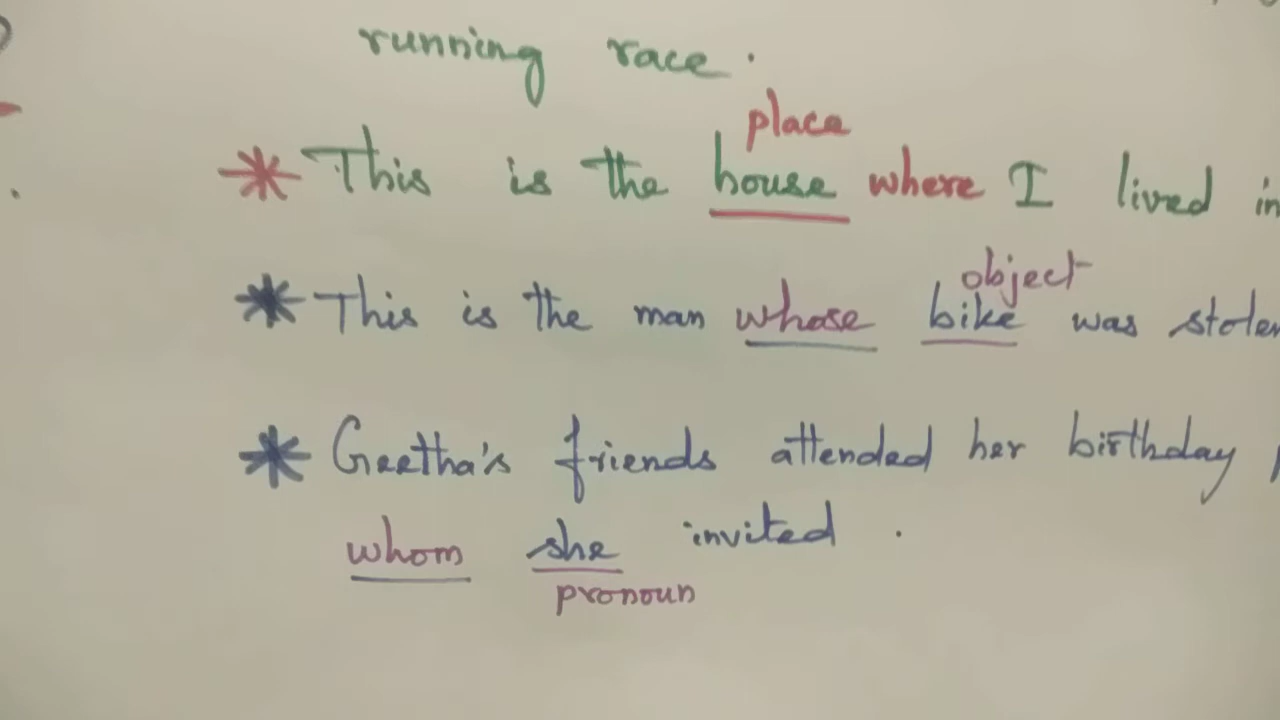 running race.
place
* This is the house where I lived in
object
* This is the man whose bike was stolen
* Geetha's friends attended her birthday
whom she invited.
pronoun